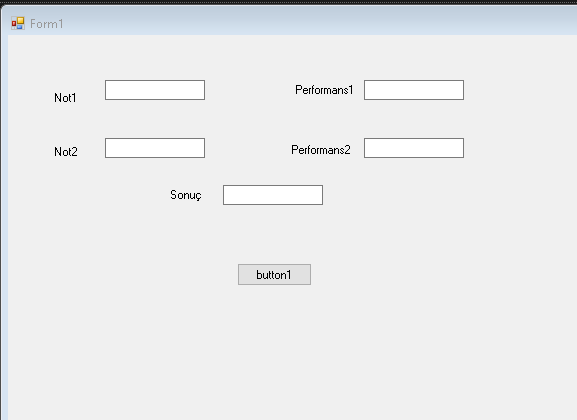 Form1
Not1
Performans1
Not2
Performans2
Sonuç
button1